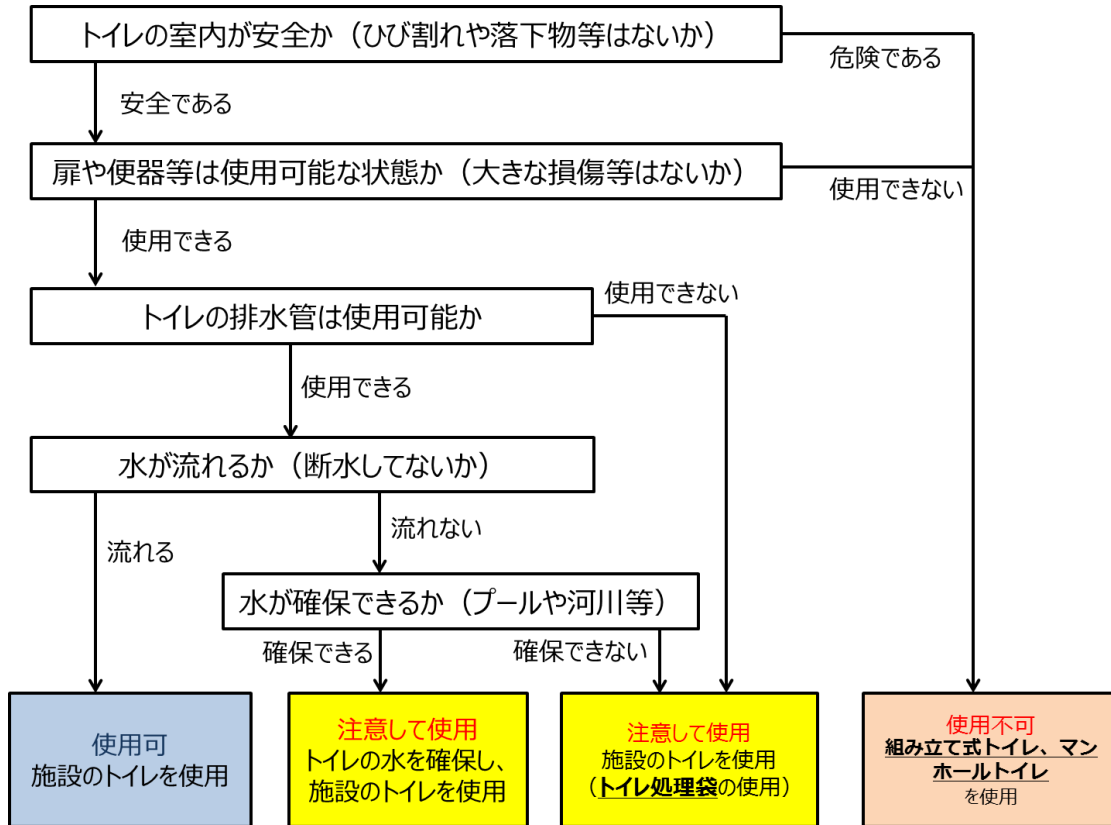 トイレの室内が安全か（ひび割れや落下物等はないか）
危険である
安全である
扉や便器等は使用可能な状態か（大きな損傷等はないか）
使用できない
使用できる
使用できない
トイレの排水管は使用可能か
使用できる
水が流れるか（断水してないか）
流れない
流れる
水が確保できるか（プールや河川等）
確保できる
確保できない
使用可
施設のトイレを使用
注意して使用
トイレの水を確保し、
施設のトイレを使用
注意して使用
施設のトイレを使用
（トイレ処理袋の使用）
使用不可
組み立て式トイレ、マン
ホールトイレ
を使用